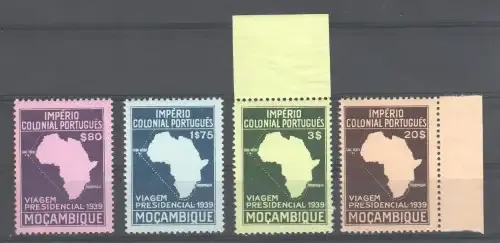 IMPÉRIO
COLONIAL PORTUGUÊS
$80
VIAGEM
PRESIDENCIAL 1939
MOÇAMBIQUE
IMPÉRIO
COLONIAL PORTUGUÊS
1$75
VIAGEM
PRESIDENCIAL 1939
MOÇAMBIQUE
IMPÉRIO
COLONIAL PORTUGUÊS
3$
VIAGEM
PRESIDENCIAL 1939
MOÇAMBIQUE
IMPÉRIO
COLONIAL PORTUGUÊS
20$
VIAGEM
PRESIDENCIAL 1939
MOÇAMBIQUE